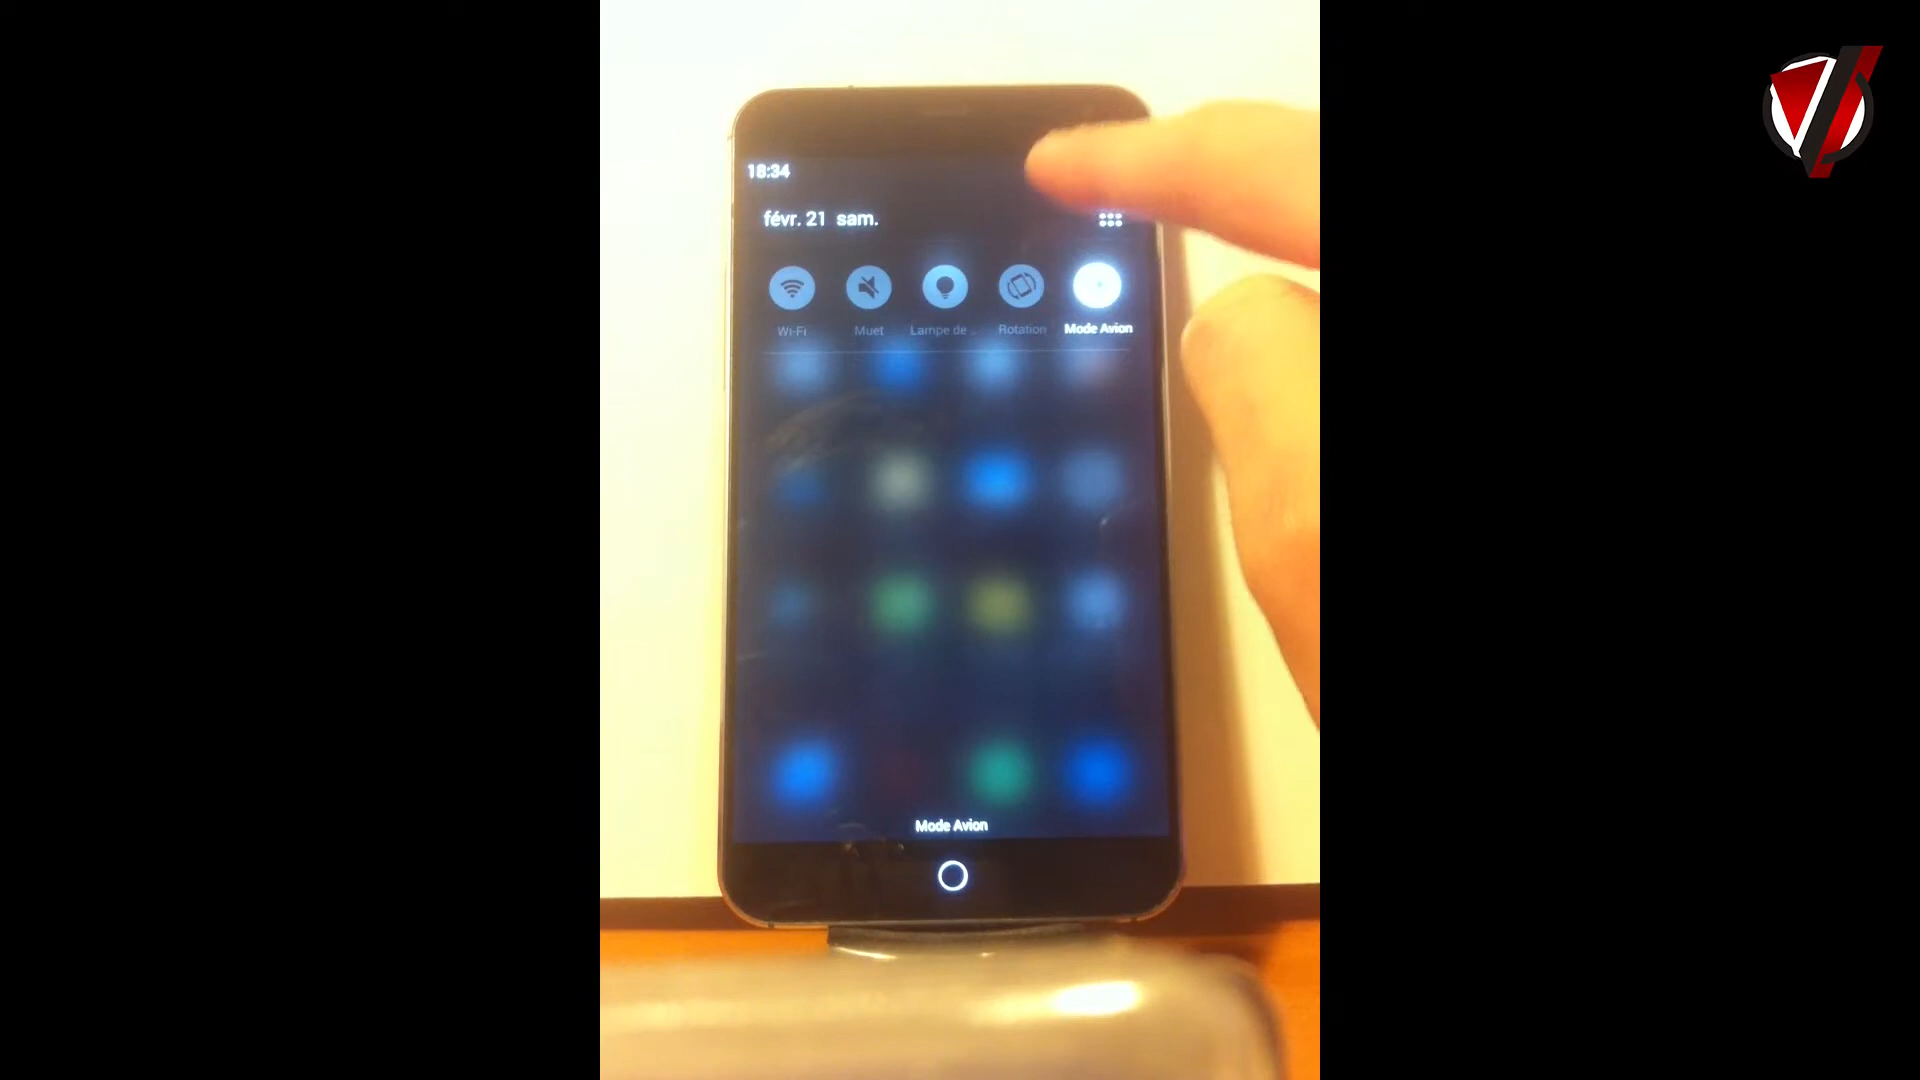 18:34
févr. 21 sam.
Wi-Fi Muet Lampe de ... Rotation Mode Avion
Mode Avion